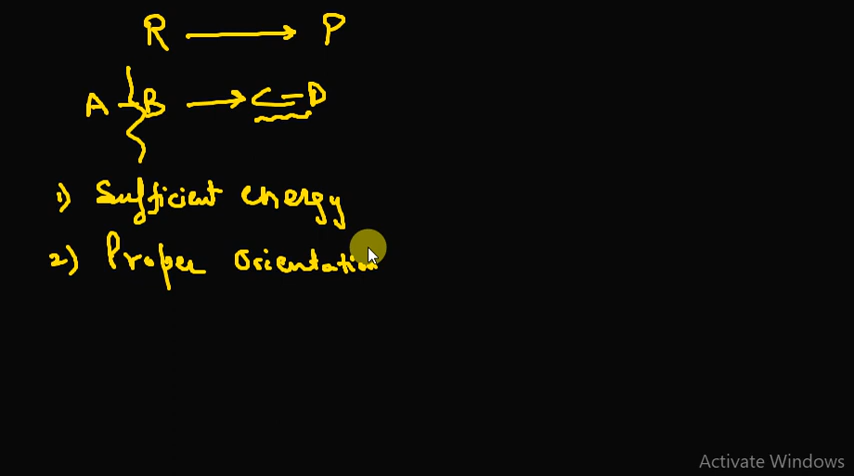 R → P
A-B → C=D
1) Sufficient energy
2) Proper orientation
Activate Windows